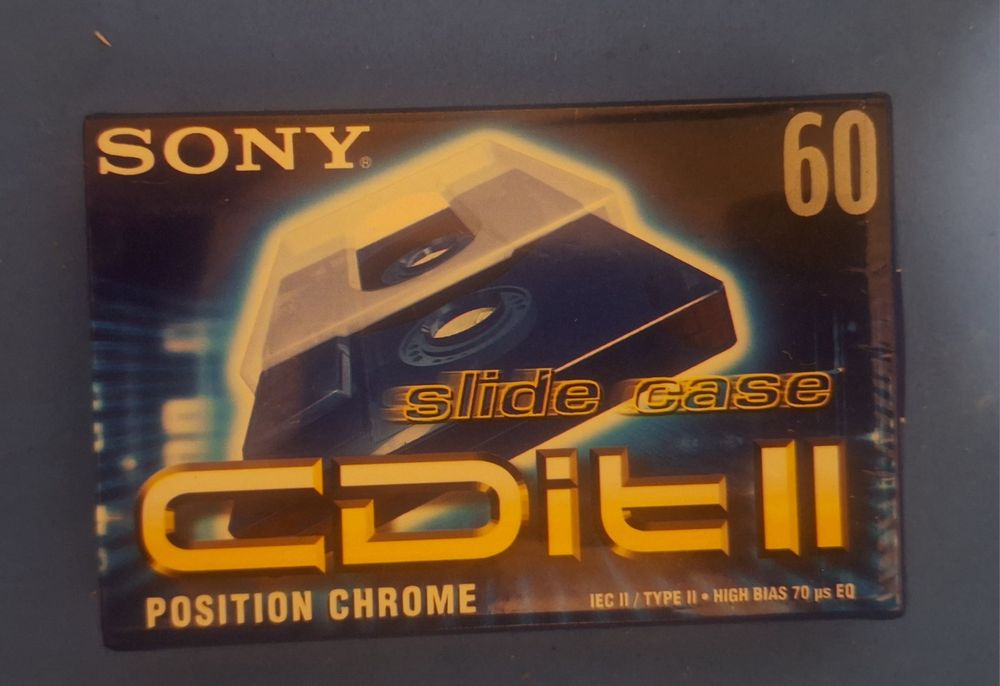 SONY®
60
slide case
CDit II
POSITION CHROME
IEC II / TYPE II • HIGH BIAS 70 µs EQ